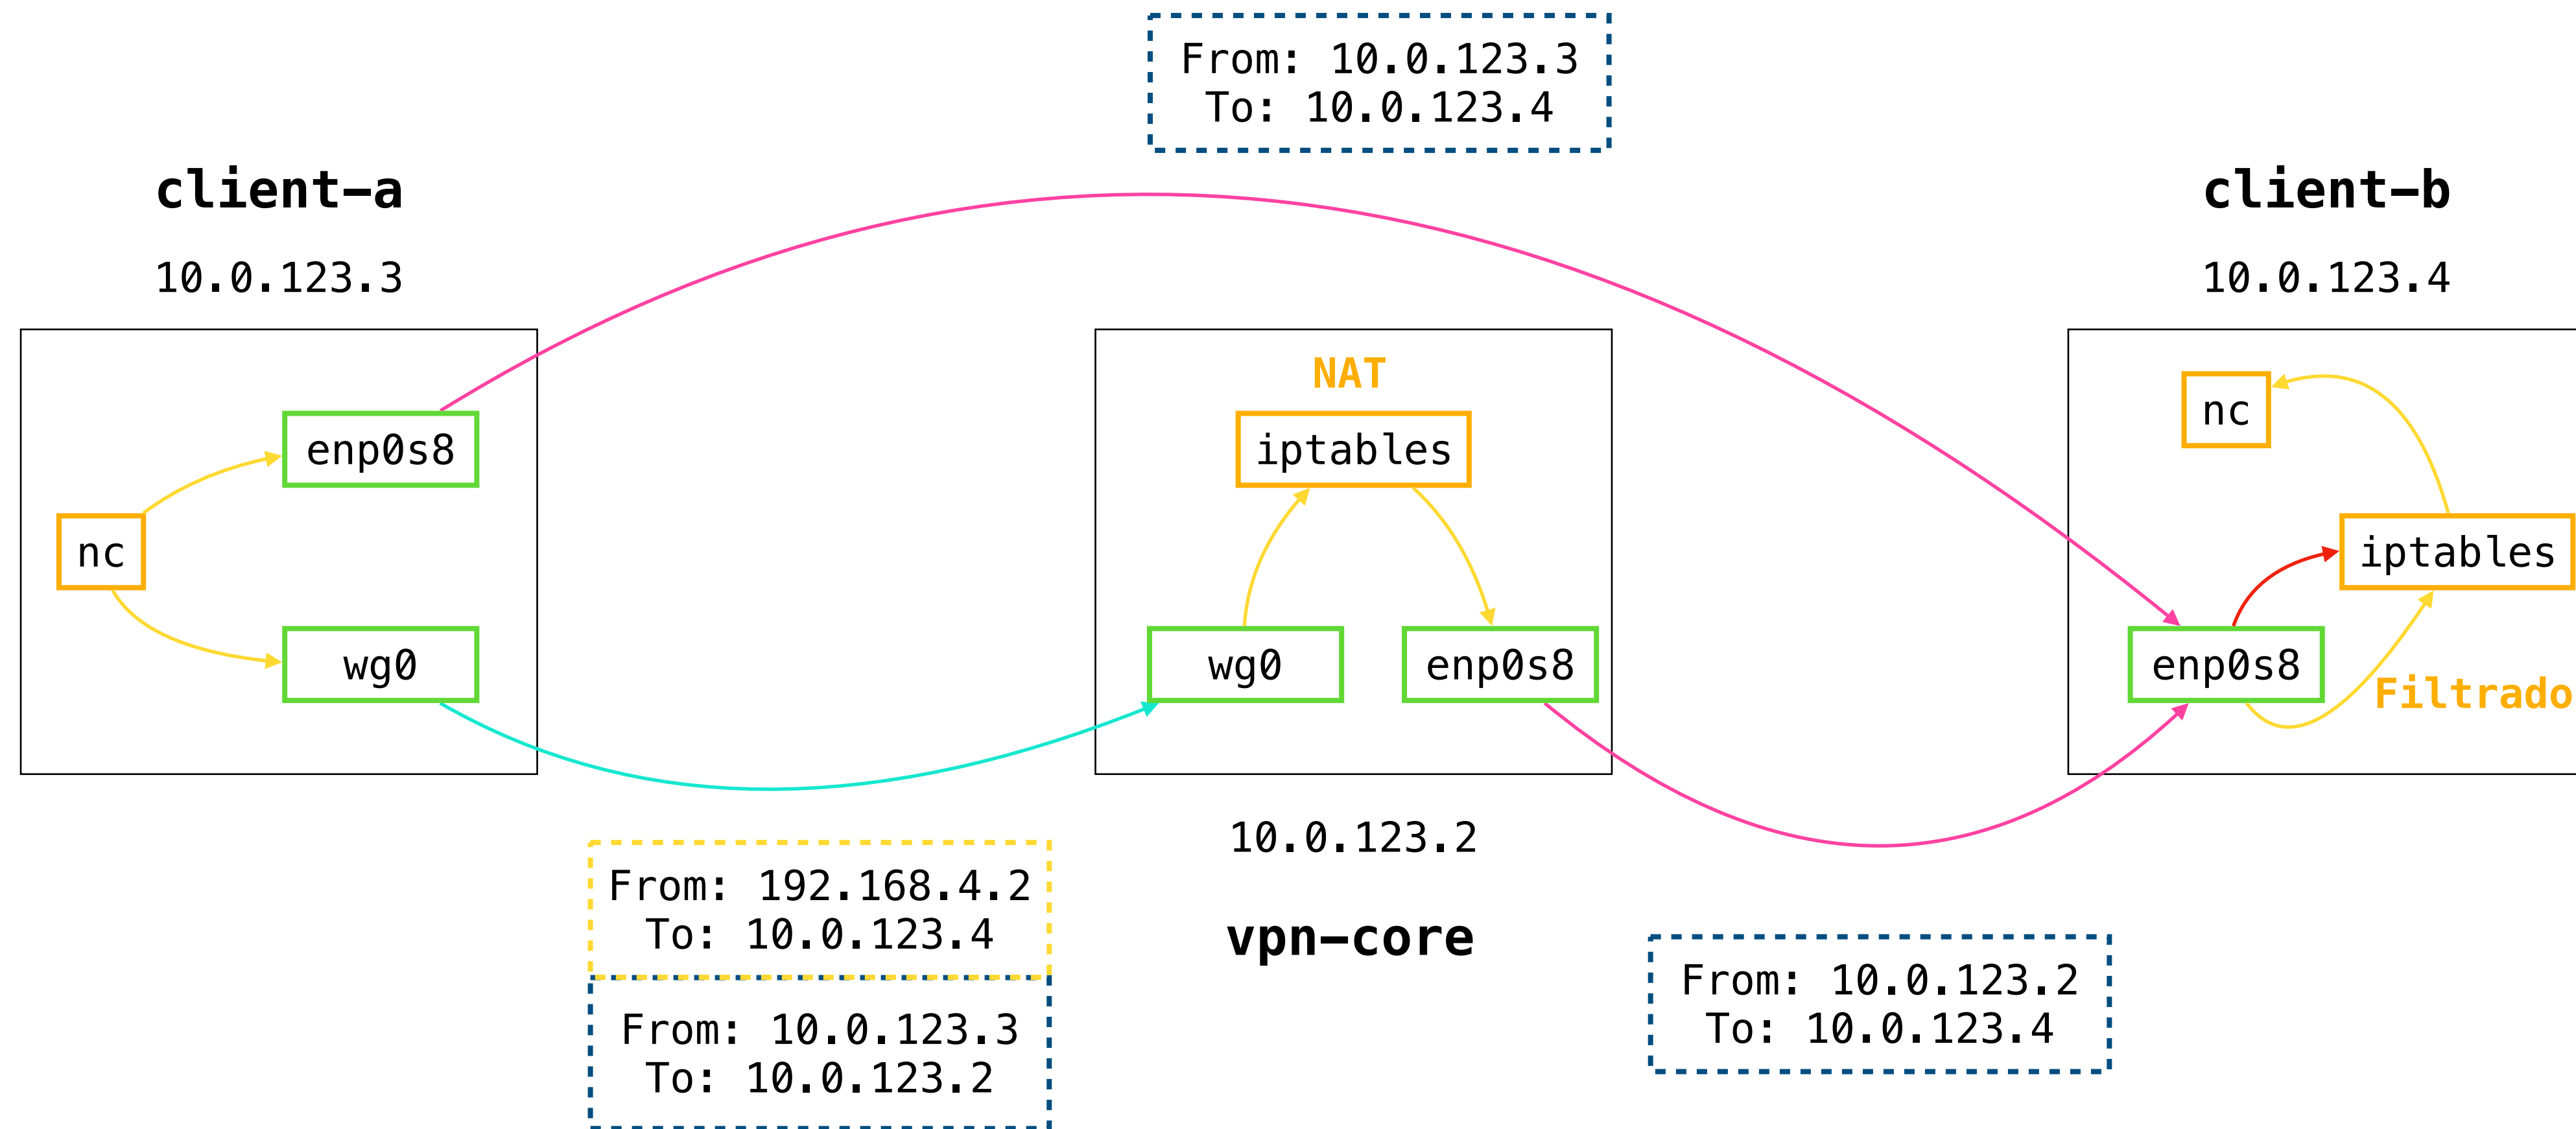 From: 10.0.123.3
To: 10.0.123.4
client-a
10.0.123.3
enp0s8
nc
wg0
NAT
iptables
wg0
enp0s8
10.0.123.2
vpn-core
client-b
10.0.123.4
nc
iptables
enp0s8
Filtrado
From: 192.168.4.2
To: 10.0.123.4
From: 10.0.123.3
To: 10.0.123.2
From: 10.0.123.2
To: 10.0.123.4